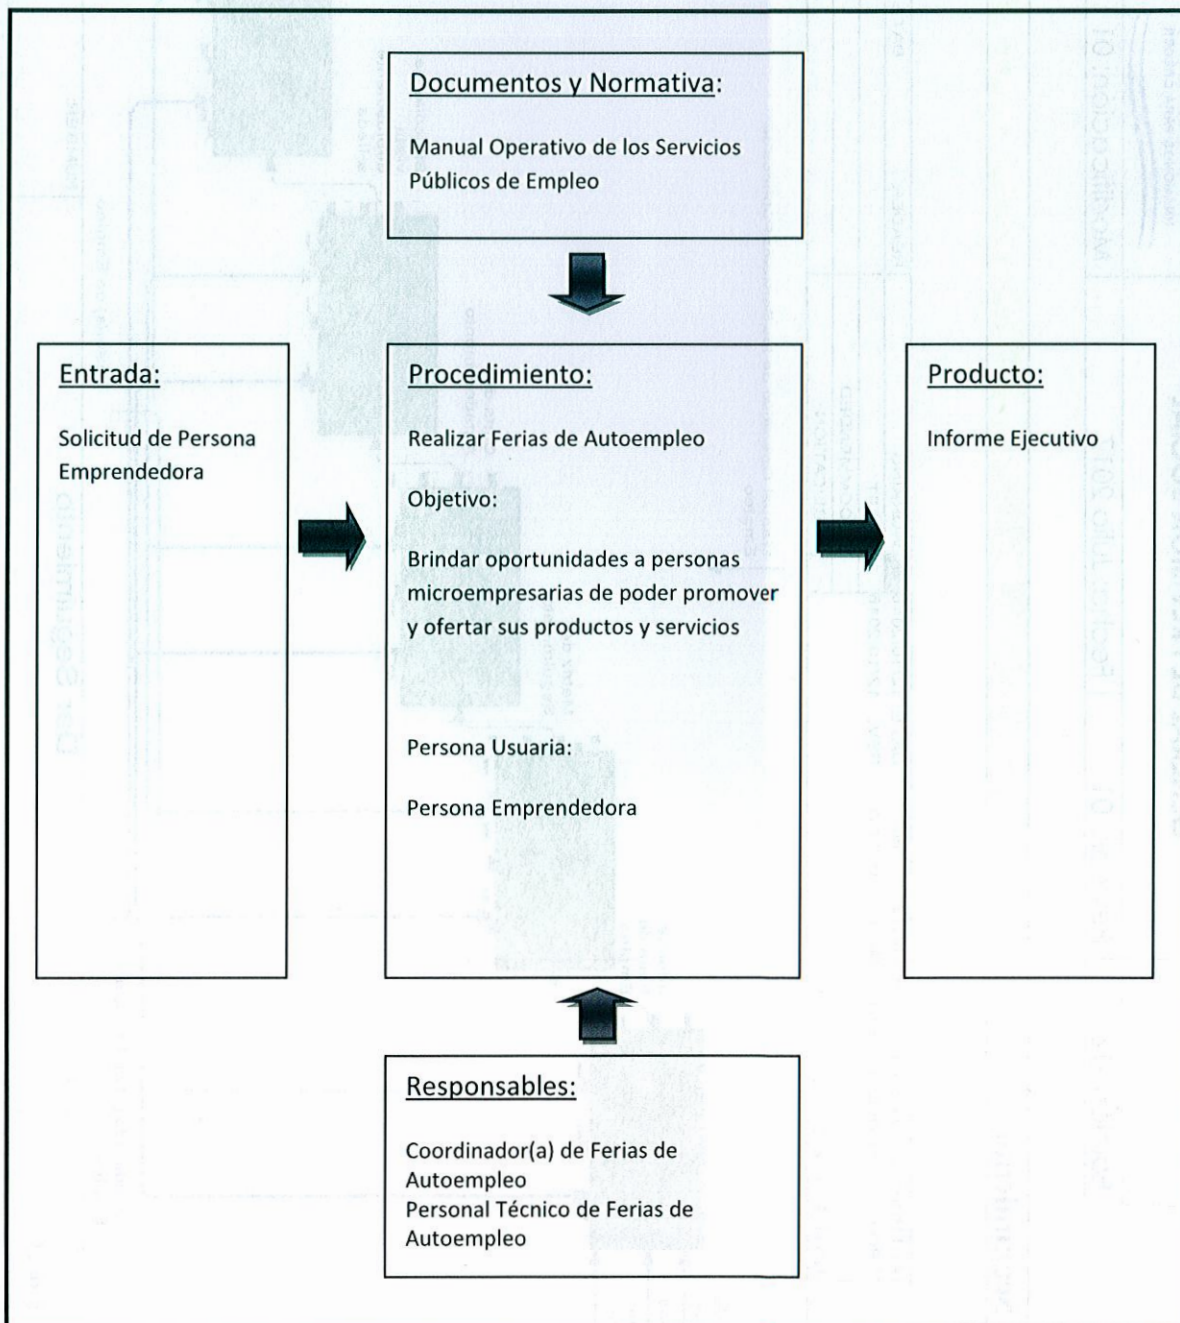 Documentos y Normativa:
Manual Operativo de los Servicios
Públicos de Empleo
Entrada:
Solicitud de Persona
Emprendedora
Procedimiento:
Realizar Ferias de Autoempleo
Objetivo:
Brindar oportunidades a personas
microempresarias de poder promover
y ofertar sus productos y servicios
Persona Usuaria:
Persona Emprendedora
Producto:
Informe Ejecutivo
Responsables:
Coordinador(a) de Ferias de
Autoempleo
Personal Técnico de Ferias de
Autoempleo